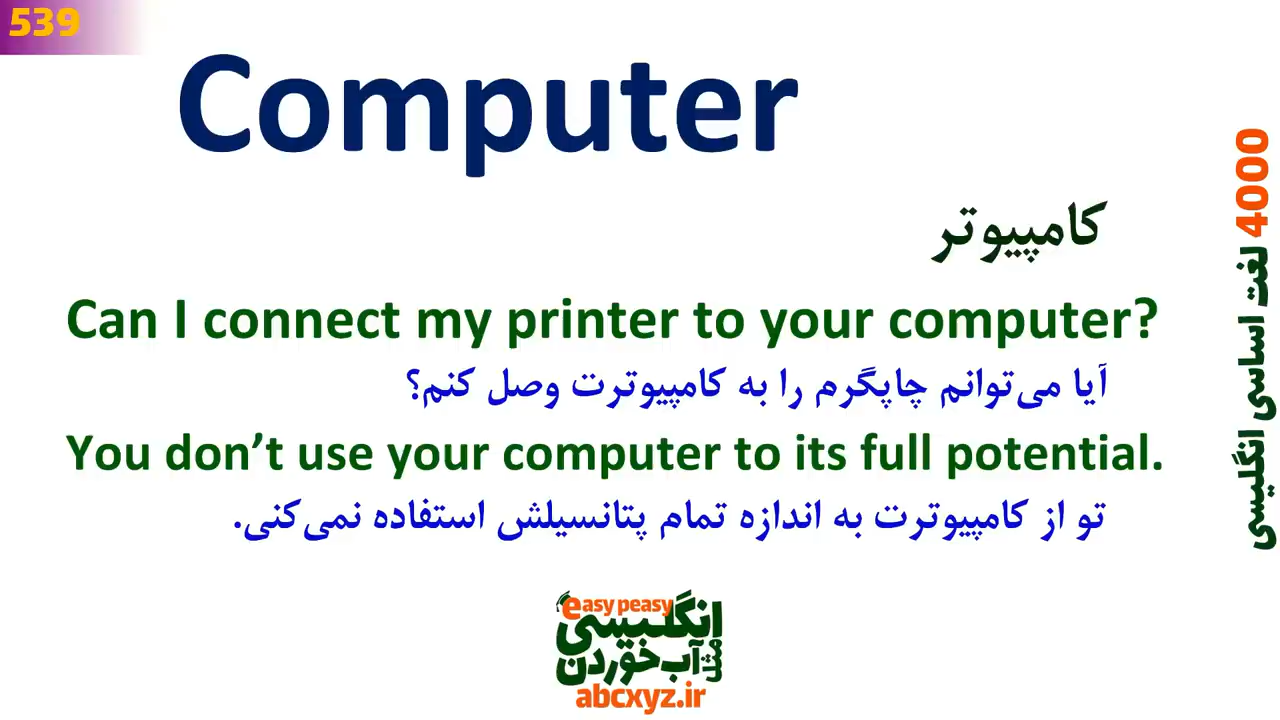 539
Computer
کامپیوتر
Can I connect my printer to your computer?
آیا می‌توانم چاپگرم را به کامپیوترت وصل کنم؟
You don’t use your computer to its full potential.
تو از کامپیوترت به اندازه تمام پتانسیلش استفاده نمی‌کنی.
4000 لغت اساسی انگلیسی
easy peasy
انگلیسی
مثل آب خوردن
abcxyz.ir